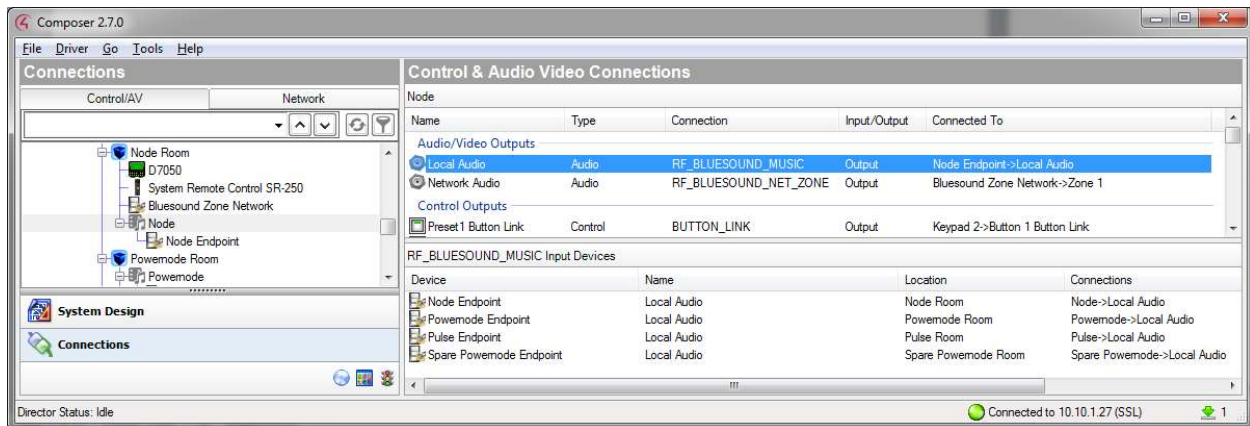 Composer 2.7.0
File Driver Go Tools Help
Connections
Control/AV Network
Node Room
D7050
System Remote Control SR-250
Bluesound Zone Network
Node
Node Endpoint
Powernode Room
Powernode
System Design
Connections
Control & Audio Video Connections
Node
Name Type Connection Input/Output Connected To
Audio/Video Outputs
Local Audio Audio RF_BLUESOUND_MUSIC Output Node Endpoint->Local Audio
Network Audio Audio RF_BLUESOUND_NET_ZONE Output Bluesound Zone Network->Zone 1
Control Outputs
Preset1 Button Link Control BUTTON_LINK Output Keypad 2->Button 1 Button Link
RF_BLUESOUND_MUSIC Input Devices
Device Name Location Connections
Node Endpoint Local Audio Node Room Node->Local Audio
Powernode Endpoint Local Audio Powernode Room Powernode->Local Audio
Pulse Endpoint Local Audio Pulse Room Pulse->Local Audio
Spare Powernode Endpoint Local Audio Spare Powernode Room Spare Powernode->Local Audio
Director Status: Idle Connected to 10.10.1.27 (SSL) 1